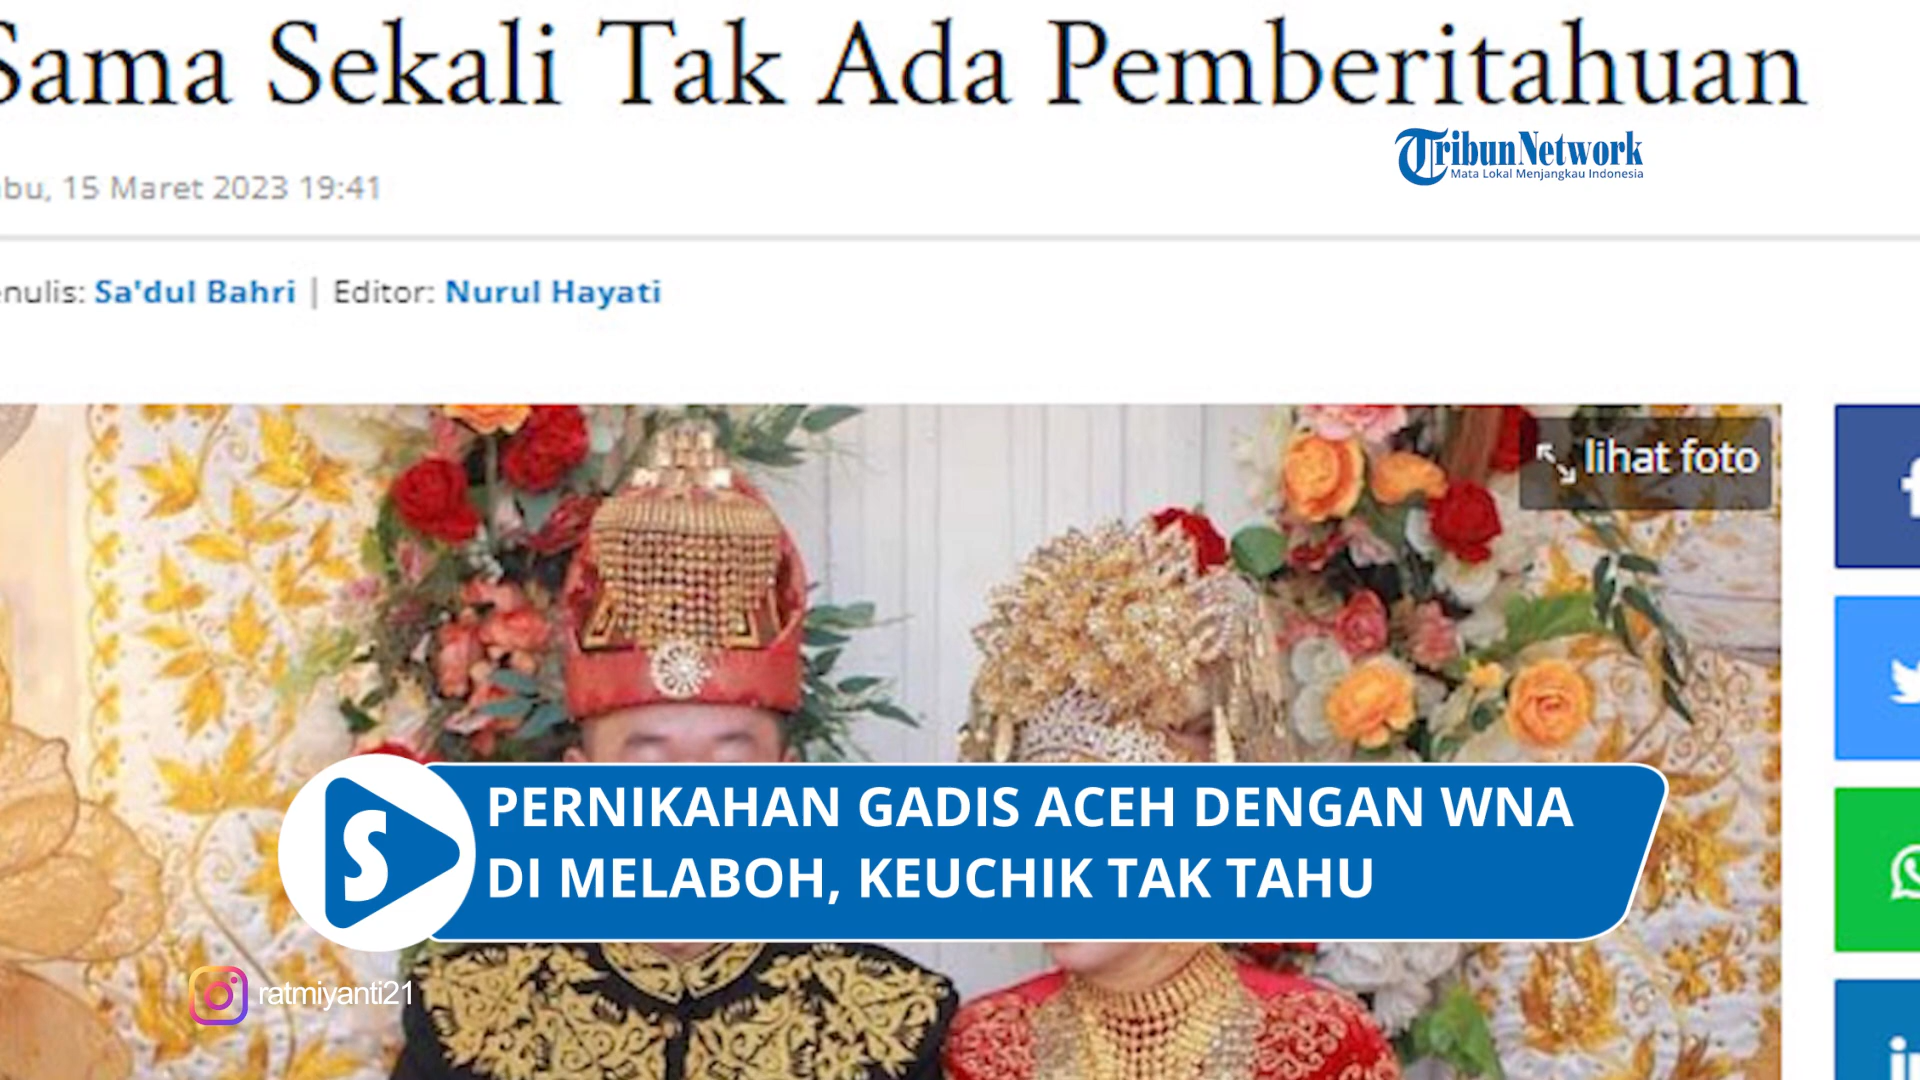 Sama Sekali Tak Ada Pemberitahuan
TribunNetwork
Mata Lokal Menjangkau Indonesia
15 Maret 2023 19:41
Sa'dul Bahri | Editor: Nurul Hayati
lihat foto
S
PERNIKAHAN GADIS ACEH DENGAN WNA
DI MELABOH, KEUCHIK TAK TAHU
ratmiyanti21